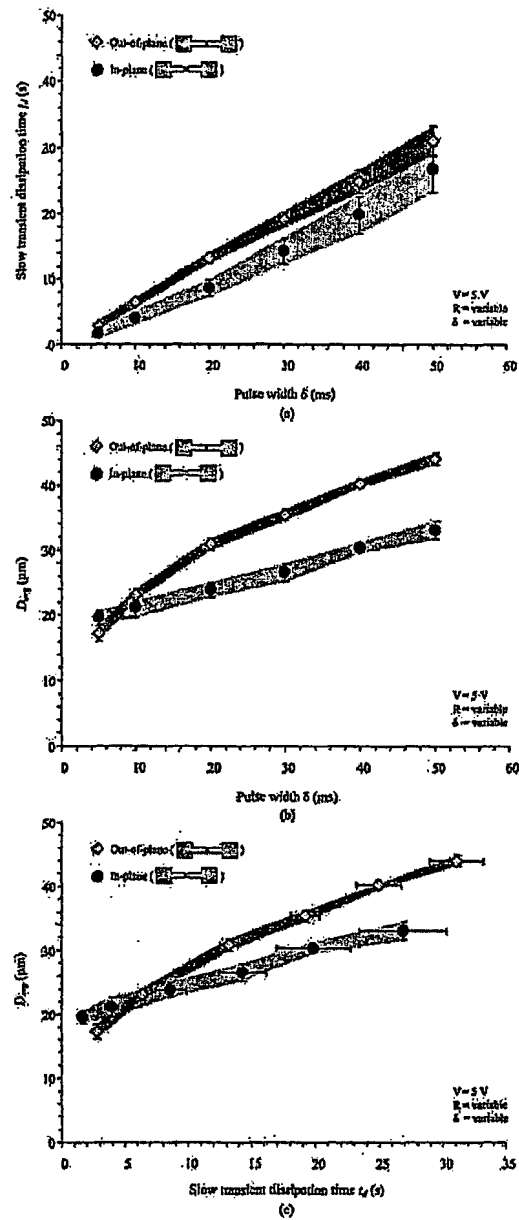 50
40
30
20
10
0
Slow transient dissipation time t_d (s)
Out-of-plane ( )
In-plane ( )
V = 5 V
R = variable
δ = variable
0 10 20 30 40 50 60
Pulse width δ (ms)
(a)
50
40
30
20
10
0
(µm)
Out-of-plane ( )
In-plane ( )
V = 5 V
R = variable
δ = variable
0 10 20 30 40 50 60
Pulse width δ (ms)
(b)
50
40
30
20
10
0
(µm)
Out-of-plane ( )
In-plane ( )
V = 5 V
R = variable
δ = variable
0 5 10 15 20 25 30 35
Slow transient dissipation time t_d (s)
(c)